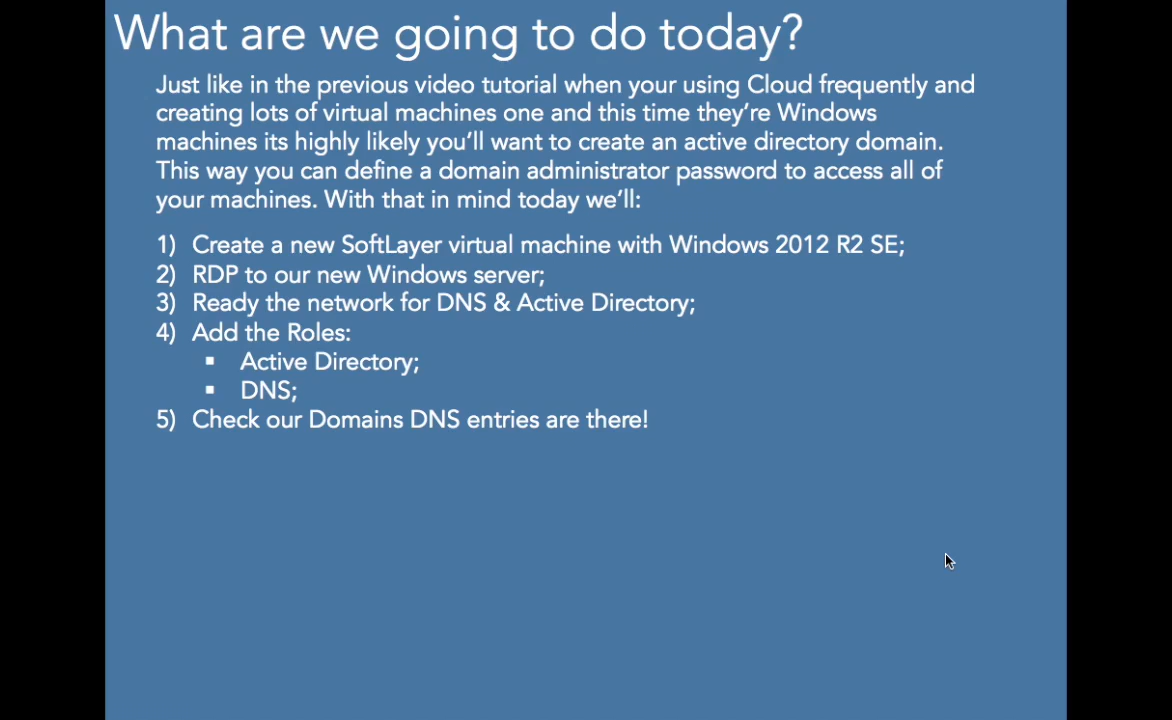 What are we going to do today?
Just like in the previous video tutorial when your using Cloud frequently and
creating lots of virtual machines one and this time they’re Windows
machines its highly likely you’ll want to create an active directory domain.
This way you can define a domain administrator password to access all of
your machines. With that in mind today we’ll:
1) Create a new SoftLayer virtual machine with Windows 2012 R2 SE;
2) RDP to our new Windows server;
3) Ready the network for DNS & Active Directory;
4) Add the Roles:
▪ Active Directory;
▪ DNS;
5) Check our Domains DNS entries are there!